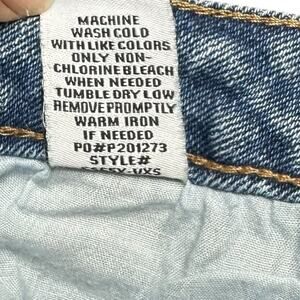 MACHINE
WASH COLD
WITH LIKE COLORS
ONLY NON-
CHLORINE BLEACH
WHEN NEEDED
TUMBLE DRY LOW
REMOVE PROMPTLY
WARM IRON
IF NEEDED
PO#P201273
STYLE#